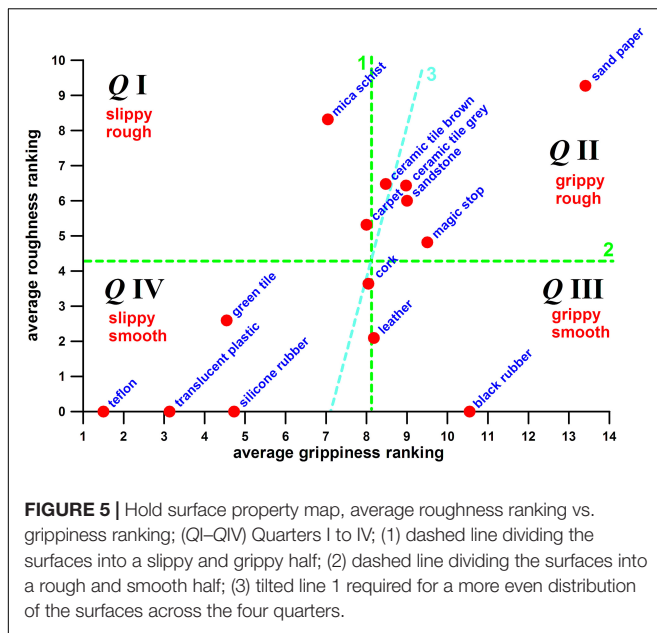 10
9
8
7
6
5
4
3
2
1
0
average roughness ranking
1
3
2
Q I
slippy
rough
Q II
grippy
rough
Q IV
slippy
smooth
Q III
grippy
smooth
mica schist
sand paper
ceramic tile brown
ceramic tile grey
sandstone
carpet
magic stop
cork
green tile
leather
teflon
translucent plastic
silicone rubber
black rubber
1 2 3 4 5 6 7 8 9 10 11 12 13 14
average grippiness ranking
FIGURE 5 | Hold surface property map, average roughness ranking vs.
grippiness ranking; (QI–QIV) Quarters I to IV; (1) dashed line dividing the
surfaces into a slippy and grippy half; (2) dashed line dividing the surfaces into
a rough and smooth half; (3) tilted line 1 required for a more even distribution
of the surfaces across the four quarters.